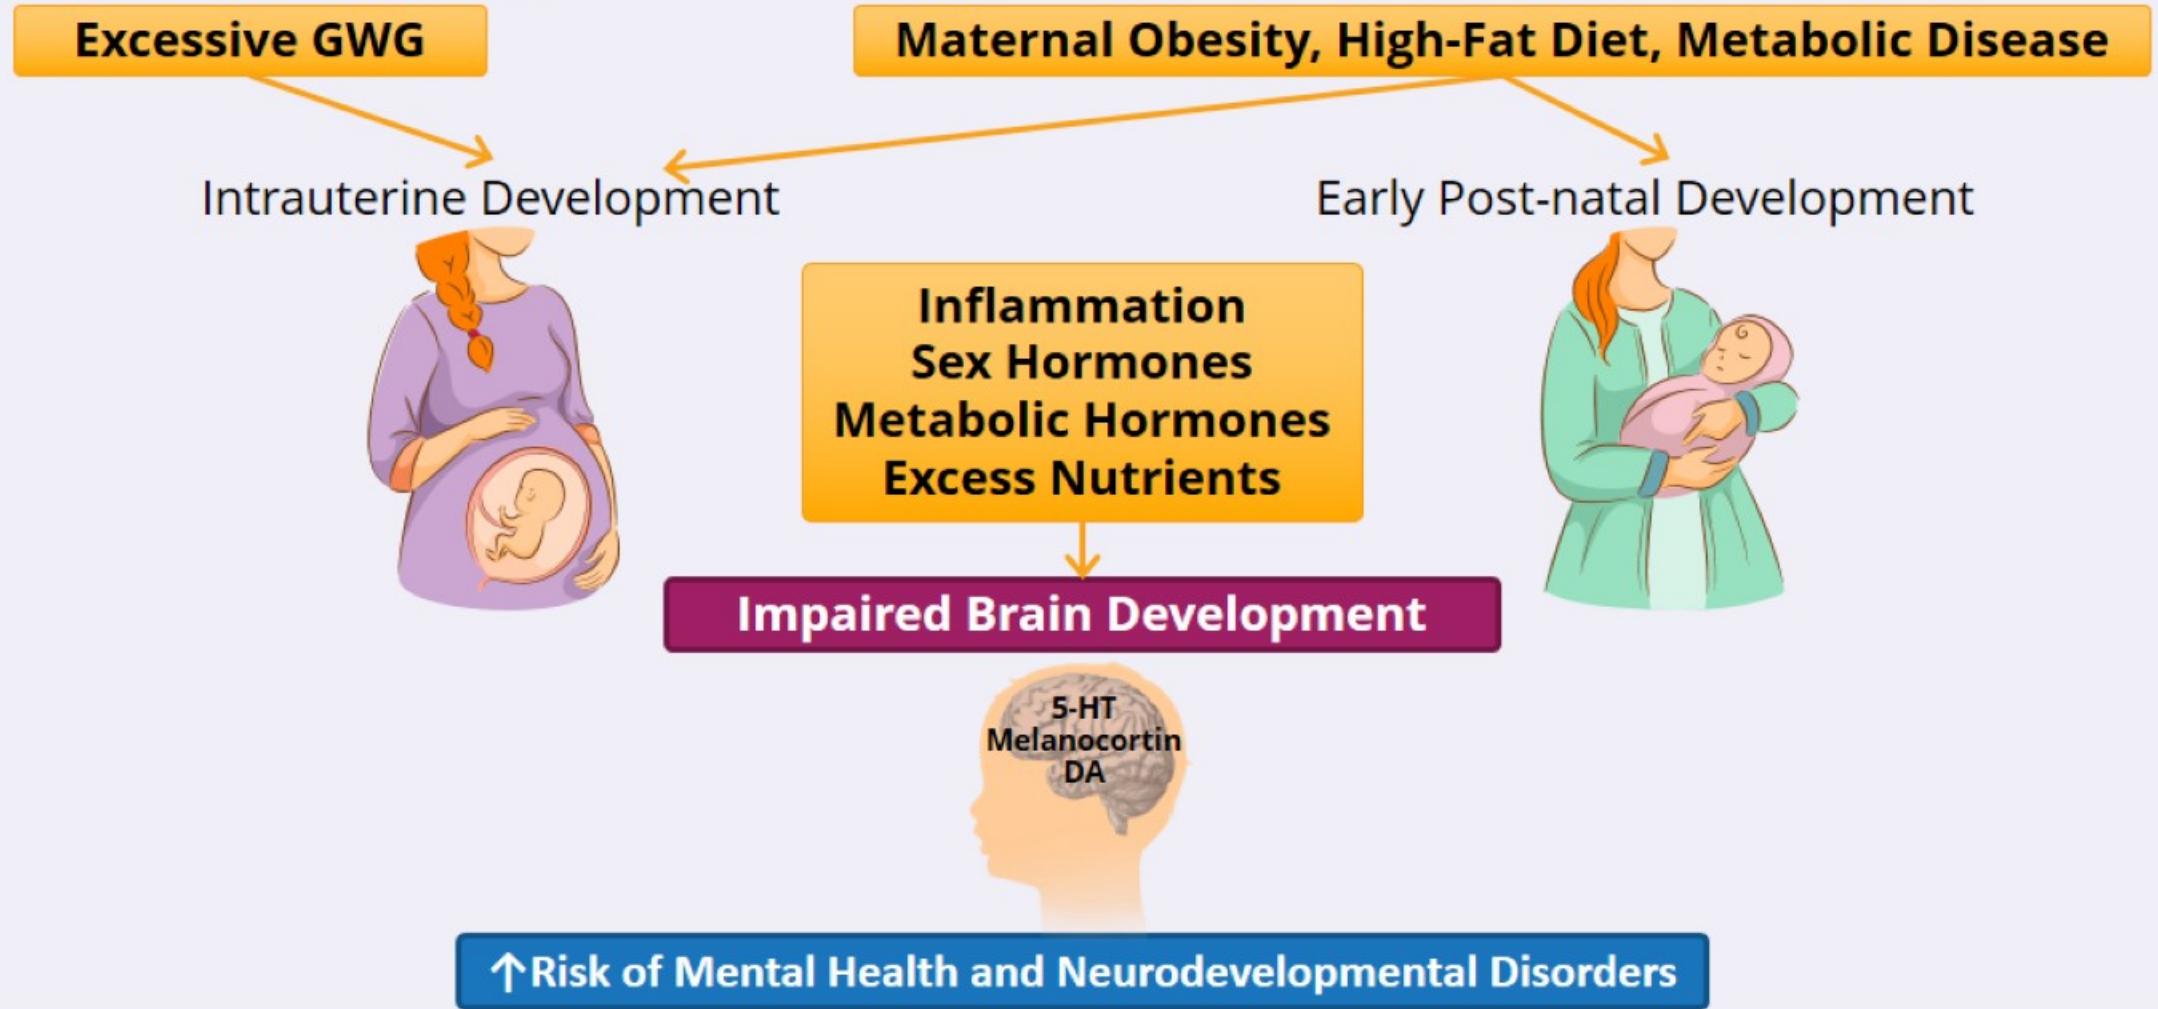 Excessive GWG
Maternal Obesity, High-Fat Diet, Metabolic Disease
Intrauterine Development
Early Post-natal Development
Inflammation
Sex Hormones
Metabolic Hormones
Excess Nutrients
Impaired Brain Development
5-HT
Melanocortin
DA
↑Risk of Mental Health and Neurodevelopmental Disorders